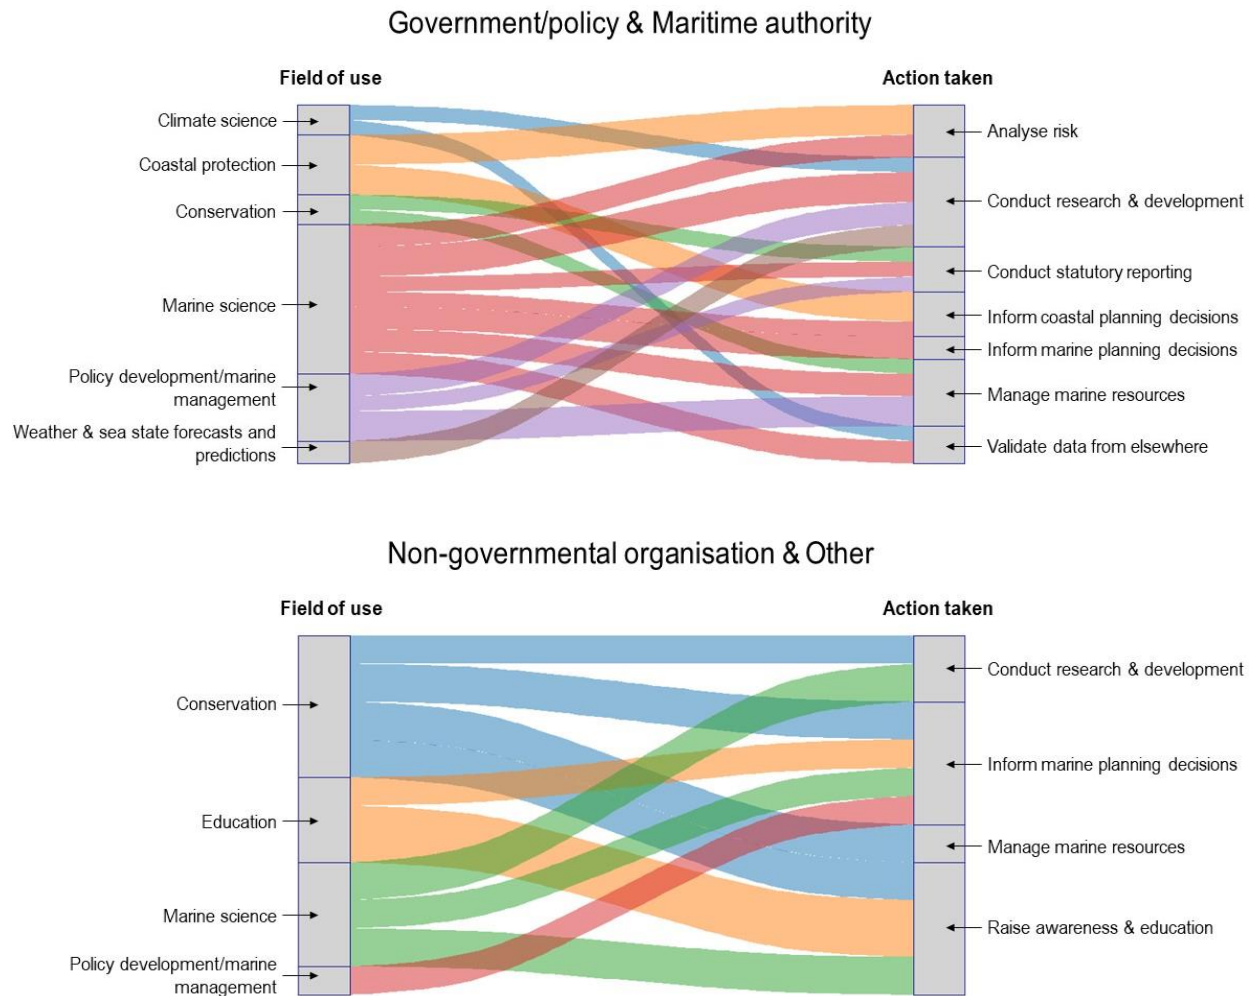 Government/policy & Maritime authority
Field of use
Action taken
Climate science
Coastal protection
Conservation
Marine science
Policy development/marine
management
Weather & sea state forecasts and
predictions
Analyse risk
Conduct research & development
Conduct statutory reporting
Inform coastal planning decisions
Inform marine planning decisions
Manage marine resources
Validate data from elsewhere
Non-governmental organisation & Other
Field of use
Action taken
Conservation
Education
Marine science
Policy development/marine
management
Conduct research & development
Inform marine planning decisions
Manage marine resources
Raise awareness & education